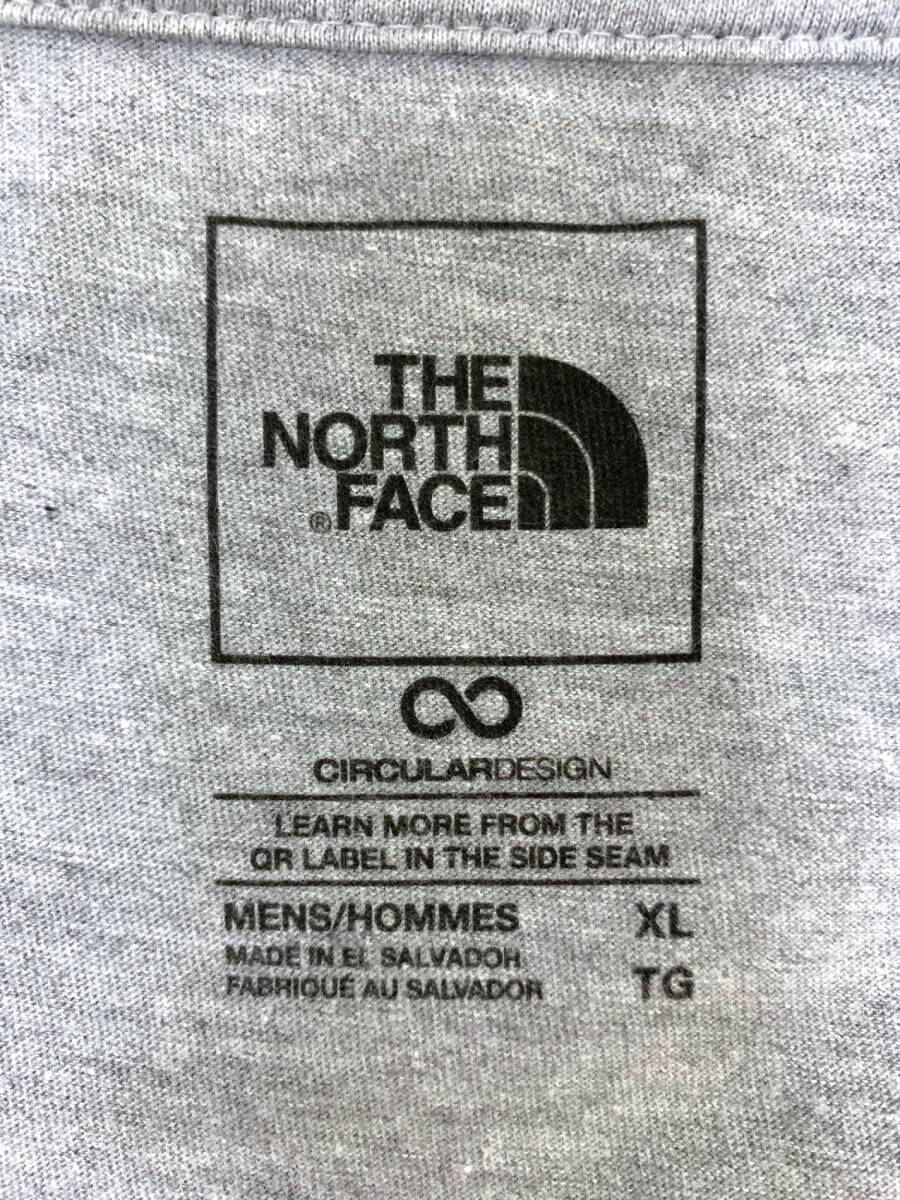 THE
NORTH
®FACE
CIRCULARDESIGN
LEARN MORE FROM THE
QR LABEL IN THE SIDE SEAM
MENS/HOMMES XL
MADE IN EL SALVADOR
FABRIQUÉ AU SALVADOR TG